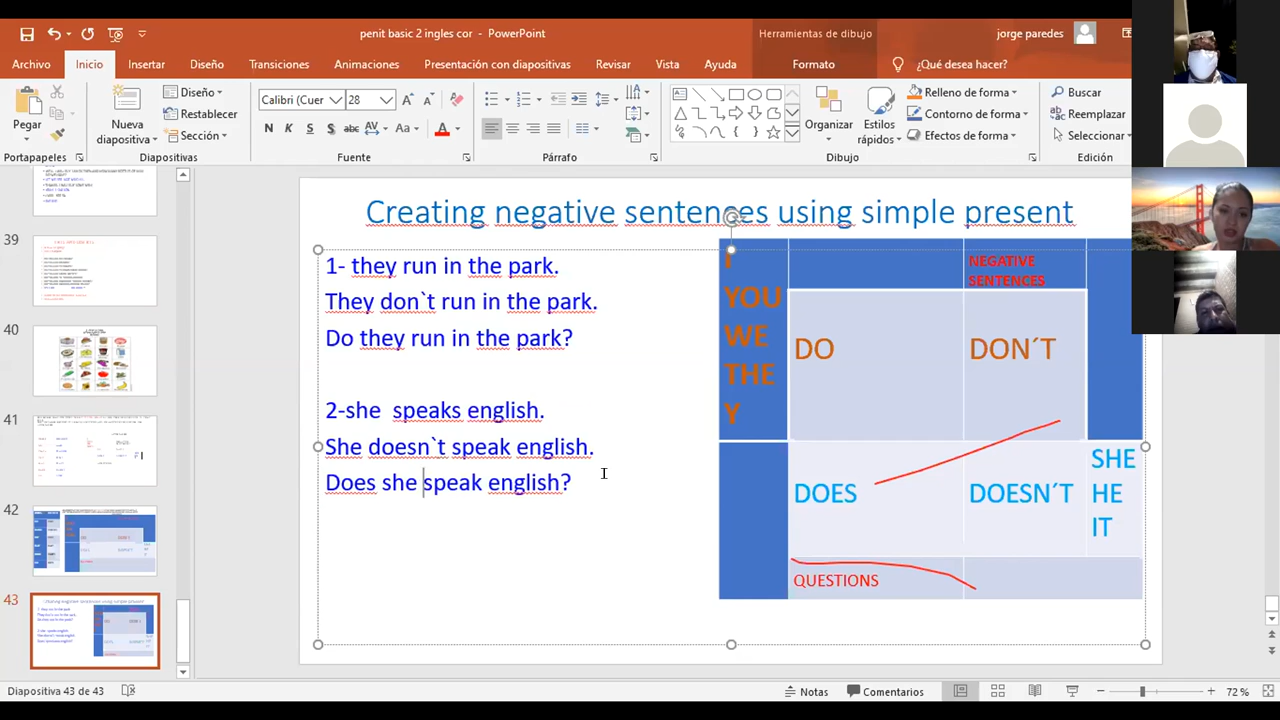 penit basic 2 ingles cor - PowerPoint
Herramientas de dibujo
jorge paredes
Archivo
Inicio
Insertar
Diseño
Transiciones
Animaciones
Presentación con diapositivas
Revisar
Vista
Ayuda
Formato
¿Qué desea hacer?
Pegar
Portapapeles
Nueva
diapositiva
Diseño
Restablecer
Sección
Diapositivas
Calibri (Cuer
28
N K S S abc AV Aa A
Fuente
Párrafo
Organizar
Estilos
rápidos
Relleno de forma
Contorno de forma
Efectos de forma
Dibujo
Buscar
Reemplazar
Seleccionar
Edición
39
40
41
42
43
Creating negative sentences using simple present
1- they run in the park.
They don`t run in the park.
Do they run in the park?
2-she  speaks english.
She doesn`t speak english.
Does she speak english?
I
YOU
WE
THE
Y
NEGATIVE
SENTENCES
DO
DON´T
DOES
DOESN´T
SHE
HE
IT
QUESTIONS
Diapositiva 43 de 43
Notas
Comentarios
72 %